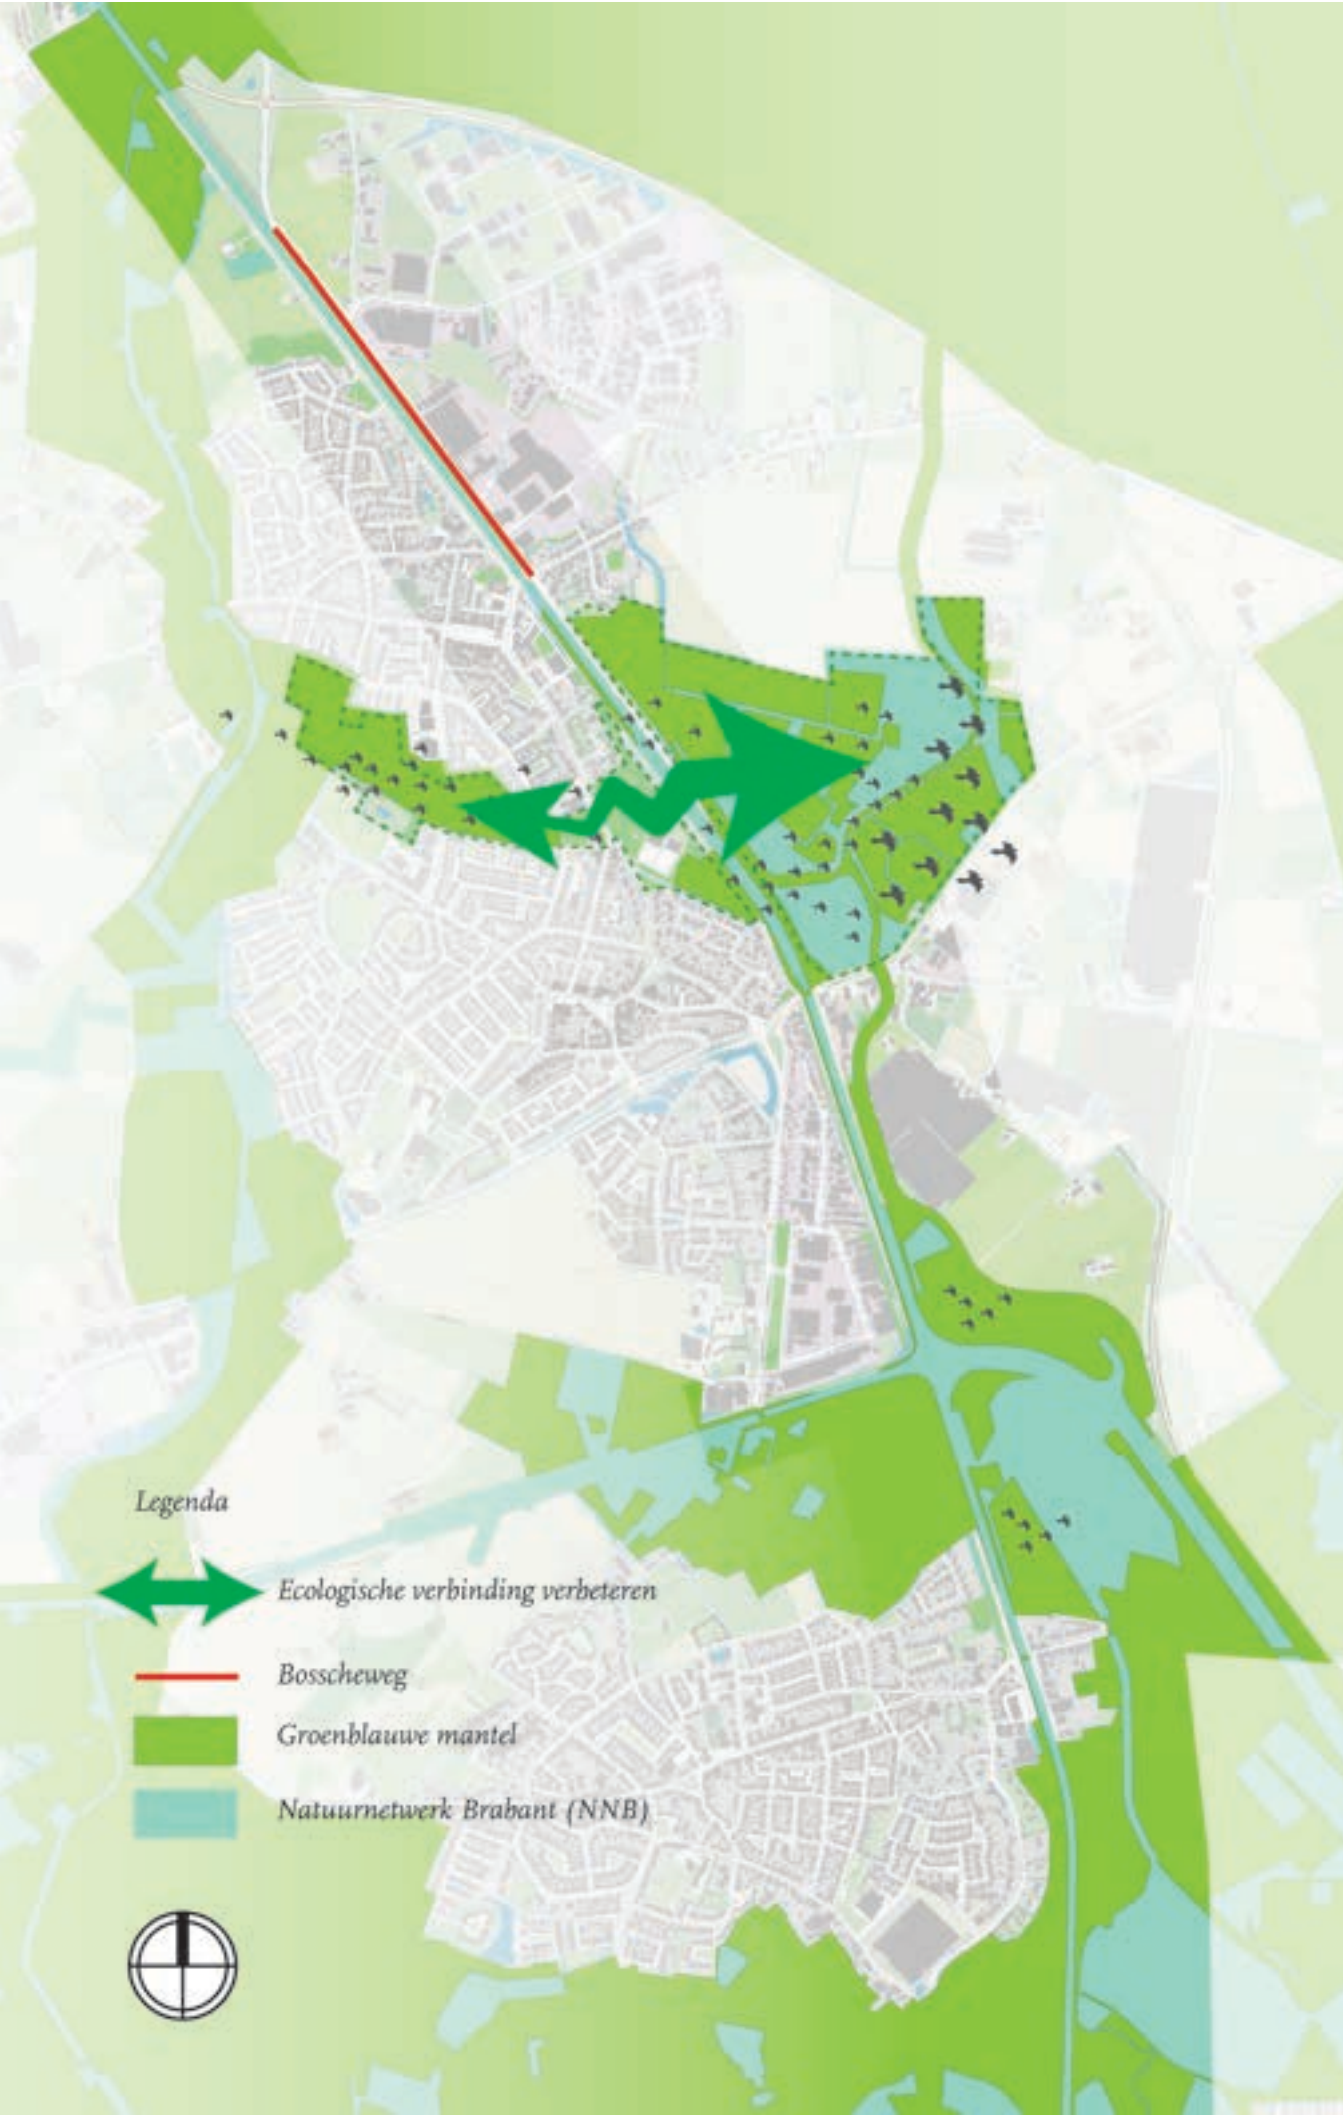 Legenda
Ecologische verbinding verbeteren
Bosscheweg
Groenblauwe mantel
Natuurnetwerk Brabant (NNB)